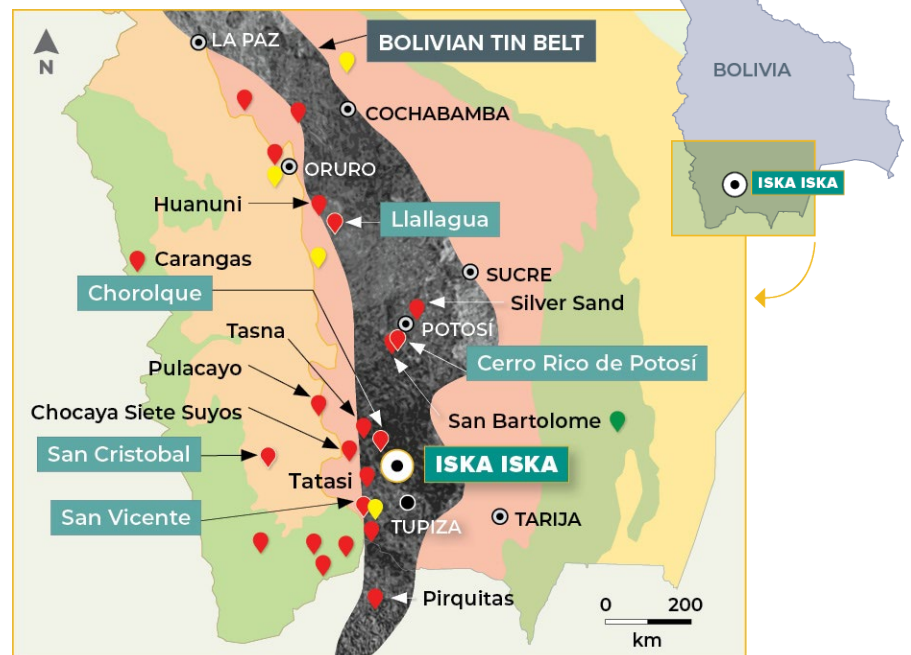 LA PAZ
BOLIVIAN TIN BELT
N
BOLIVIA
COCHABAMBA
ORURO
ISKA ISKA
Huanuni
Llallagua
Carangas
SUCRE
Chorolque
Silver Sand
Tasna
POTOSÍ
Pulacayo
Cerro Rico de Potosí
Chocaya Siete Suyos
San Bartolome
San Cristobal
ISKA ISKA
Tatasi
San Vicente
TUPIZA
TARIJA
Pirquitas
0 200
km